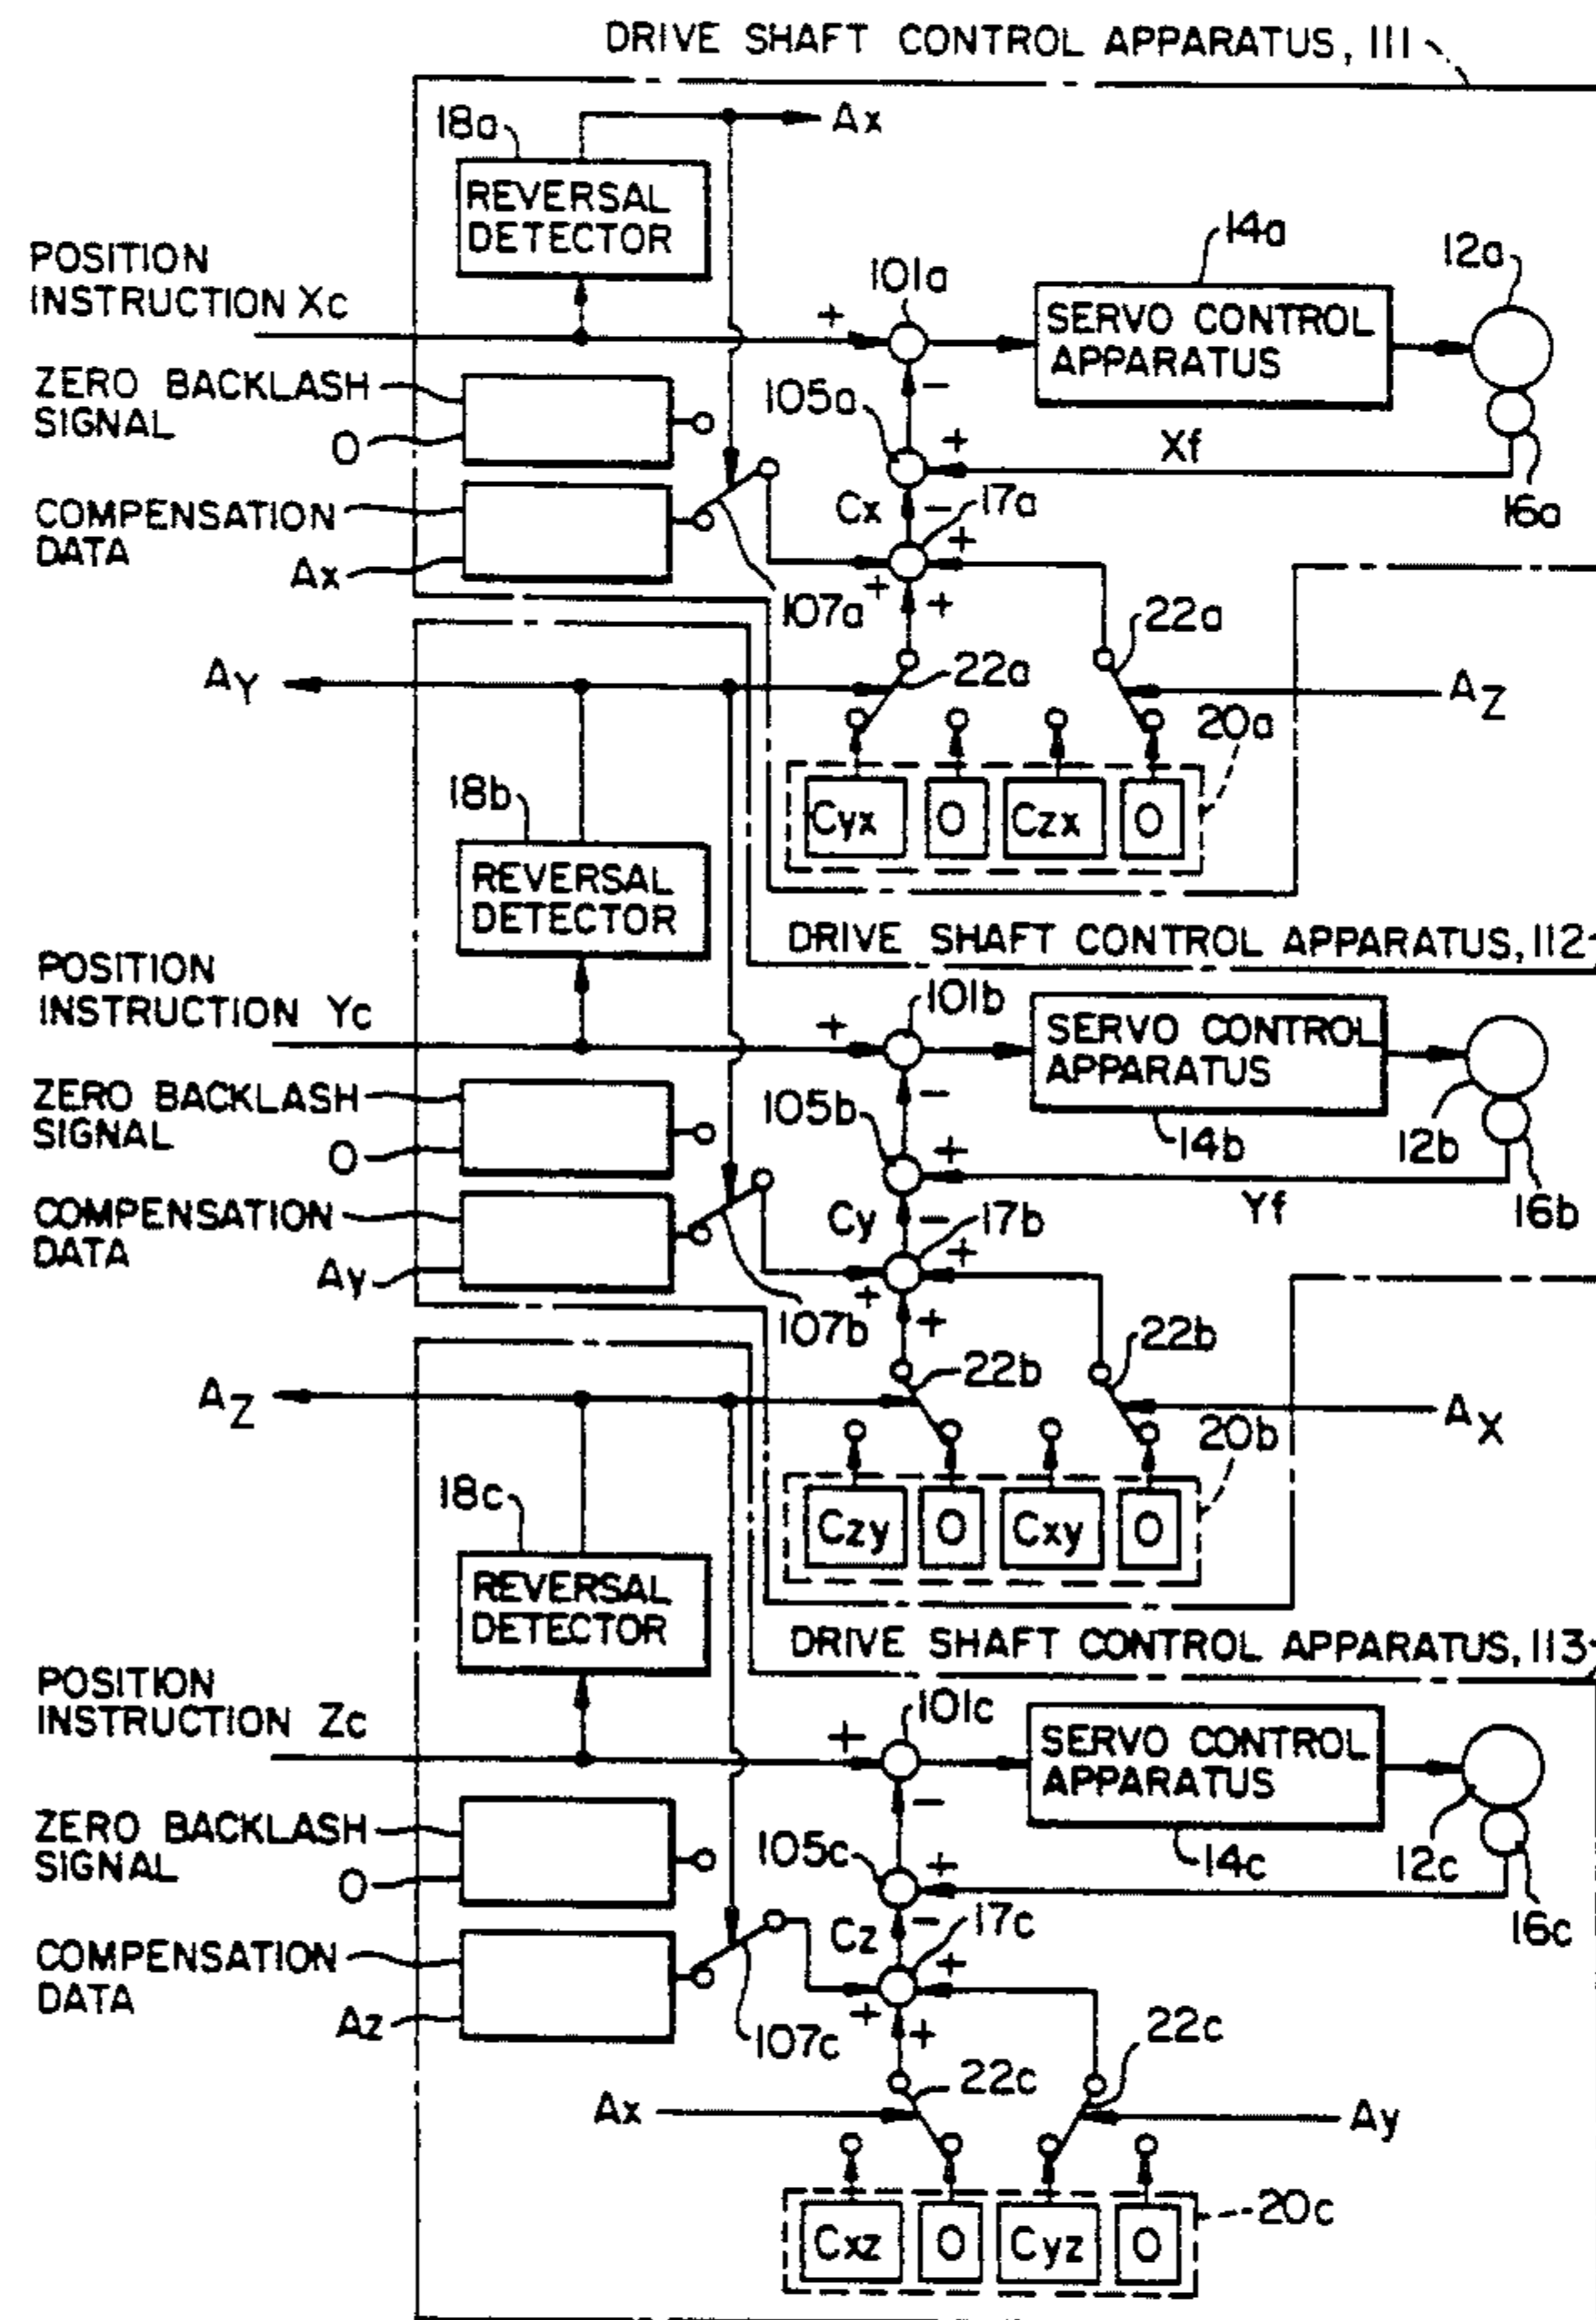 DRIVE SHAFT CONTROL APPARATUS, 111
18a
Ax
REVERSAL
DETECTOR
14a
12a
POSITION
INSTRUCTION Xc
101a
+
SERVO CONTROL
APPARATUS
ZERO BACKLASH
SIGNAL
0
105a
-
+
Xf
16a
COMPENSATION
DATA
Ax
Cx
-
17a
+
+
+
107a
22a
22a
AY
AZ
20a
Cyx
0
Czx
0
18b
REVERSAL
DETECTOR
DRIVE SHAFT CONTROL APPARATUS, 112
POSITION
INSTRUCTION Yc
101b
+
SERVO CONTROL
APPARATUS
ZERO BACKLASH
SIGNAL
0
105b
-
+
14b
12b
Yf
16b
COMPENSATION
DATA
Ay
Cy
-
17b
+
+
+
107b
22b
22b
AZ
AX
20b
Czy
0
Cxy
0
18c
REVERSAL
DETECTOR
DRIVE SHAFT CONTROL APPARATUS, 113
POSITION
INSTRUCTION Zc
101c
+
SERVO CONTROL
APPARATUS
ZERO BACKLASH
SIGNAL
0
105c
-
+
14c
12c
16c
COMPENSATION
DATA
Az
Cz
-
17c
+
+
+
107c
22c
22c
Ax
Ay
Cxz
0
Cyz
0
20c